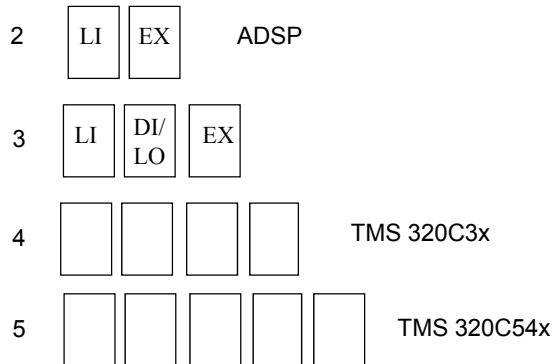 2 LI EX ADSP
3 LI DI/ LO EX
4 TMS 320C3x
5 TMS 320C54x